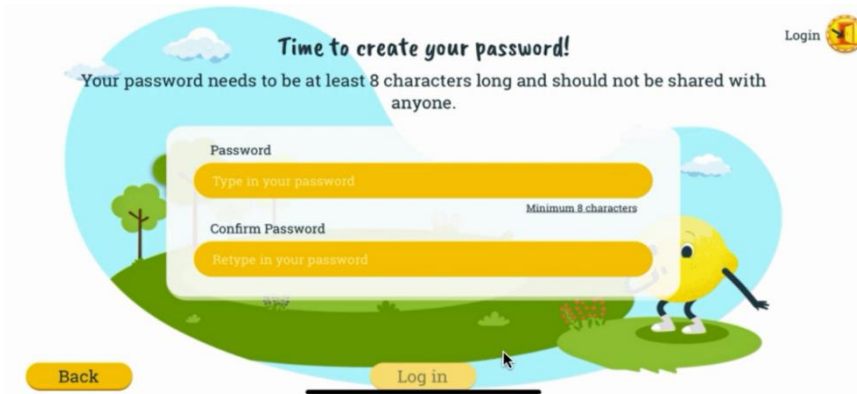 Login
Time to create your password!
Your password needs to be at least 8 characters long and should not be shared with
anyone.
Password
Type in your password
Minimum 8 characters
Confirm Password
Retype in your password
Back
Log in